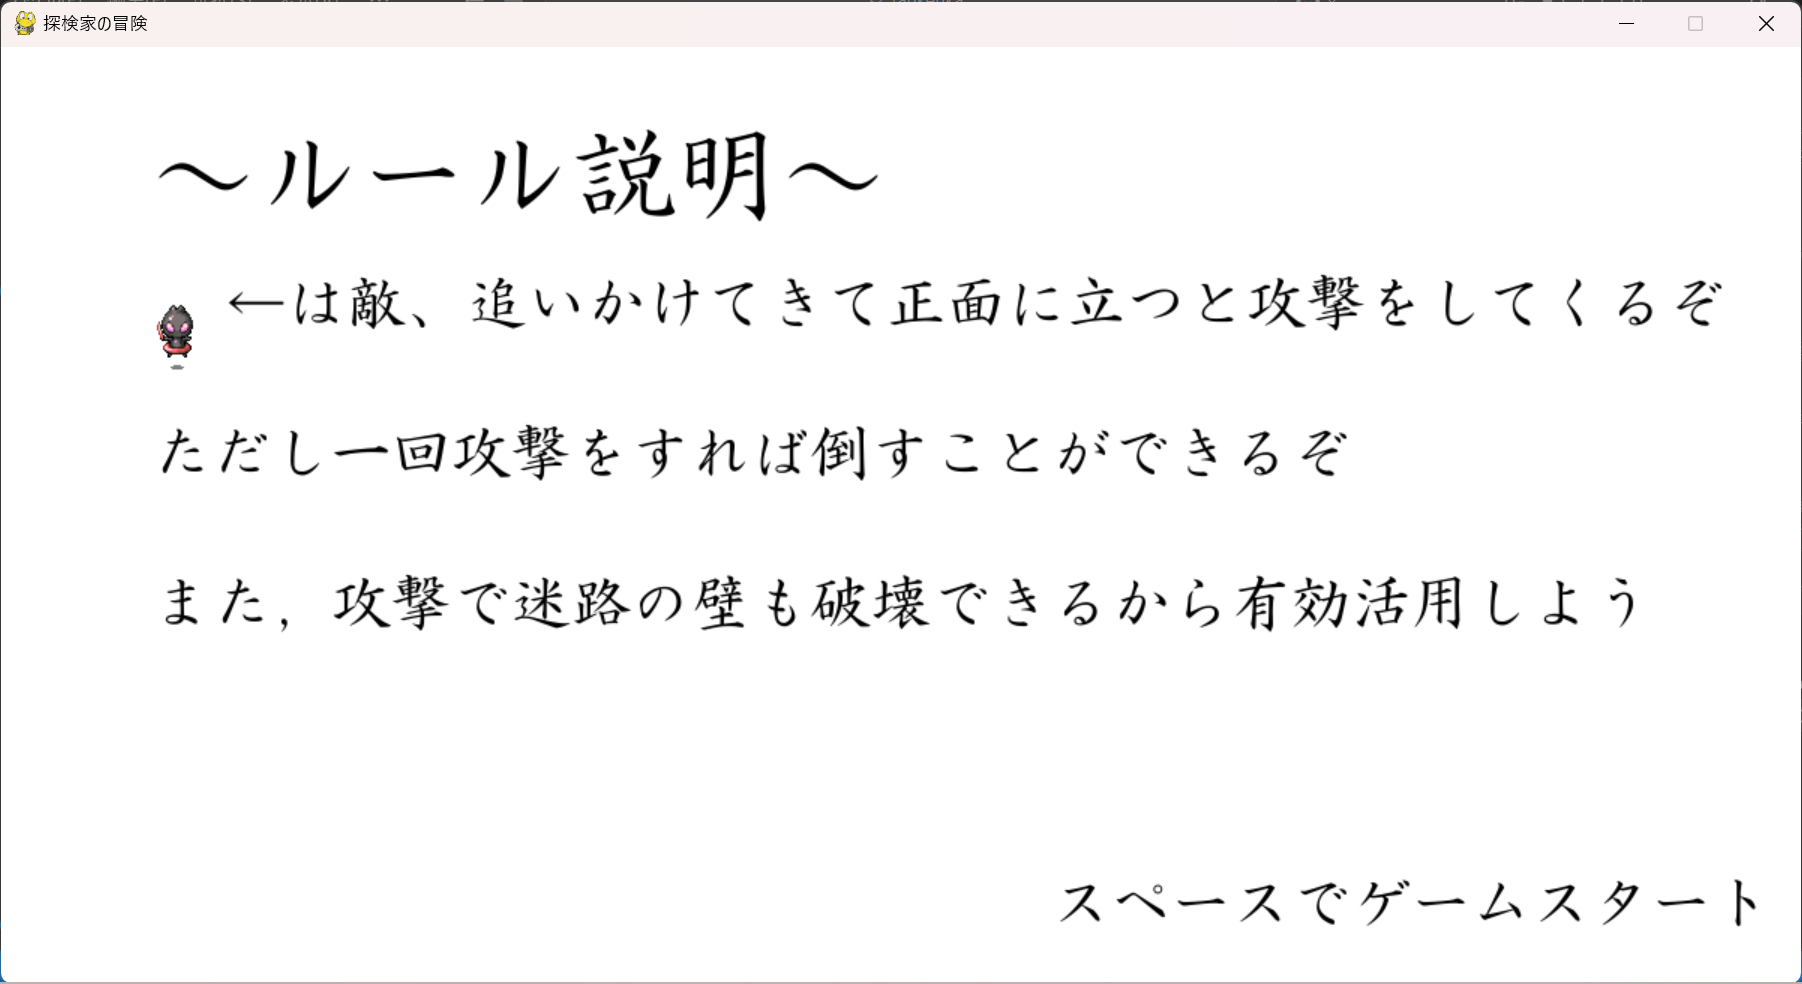 探検家の冒険
～ルール説明～
←は敵、追いかけてきて正面に立つと攻撃をしてくるぞ
ただし一回攻撃をすれば倒すことができるぞ
また，攻撃で迷路の壁も破壊できるから有効活用しよう
スペースでゲームスタート